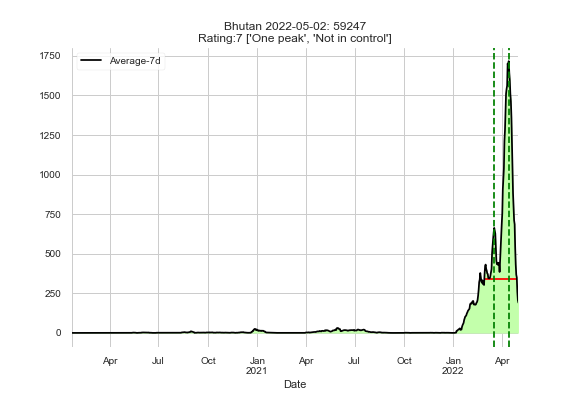 Bhutan 2022-05-02: 59247
Rating:7 ['One peak', 'Not in control']
Average-7d
1750
1500
1250
1000
750
500
250
0
Apr Jul Oct Jan Apr Jul Oct Jan Apr
2021 2022
Date